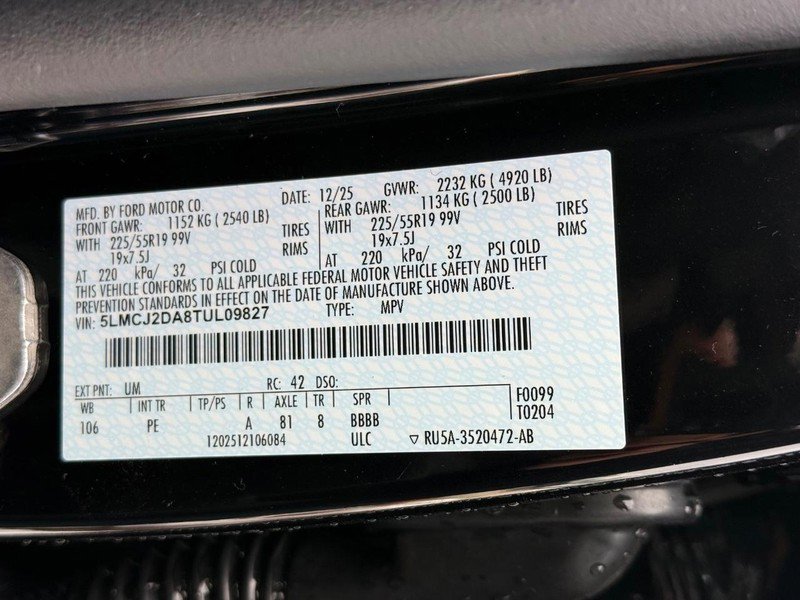 MFD. BY FORD MOTOR CO. DATE: 12/25 GVWR: 2232 KG ( 4920 LB)
FRONT GAWR: 1152 KG ( 2540 LB) REAR GAWR: 1134 KG ( 2500 LB)
WITH 225/55R19 99V TIRES WITH 225/55R19 99V TIRES
19x7.5J RIMS 19x7.5J RIMS
AT 220 kPa/ 32 PSI COLD AT 220 kPa/ 32 PSI COLD
THIS VEHICLE CONFORMS TO ALL APPLICABLE FEDERAL MOTOR VEHICLE SAFETY AND THEFT
PREVENTION STANDARDS IN EFFECT ON THE DATE OF MANUFACTURE SHOWN ABOVE.
VIN: 5LMCJ2DA8TUL09827 TYPE: MPV
EXT PNT: UM RC: 42 DSO:
WB INT TR TP/PS R AXLE TR SPR F0099
106 PE A 81 8 BBBB T0204
1202512106084 ULC RU5A-3520472-AB